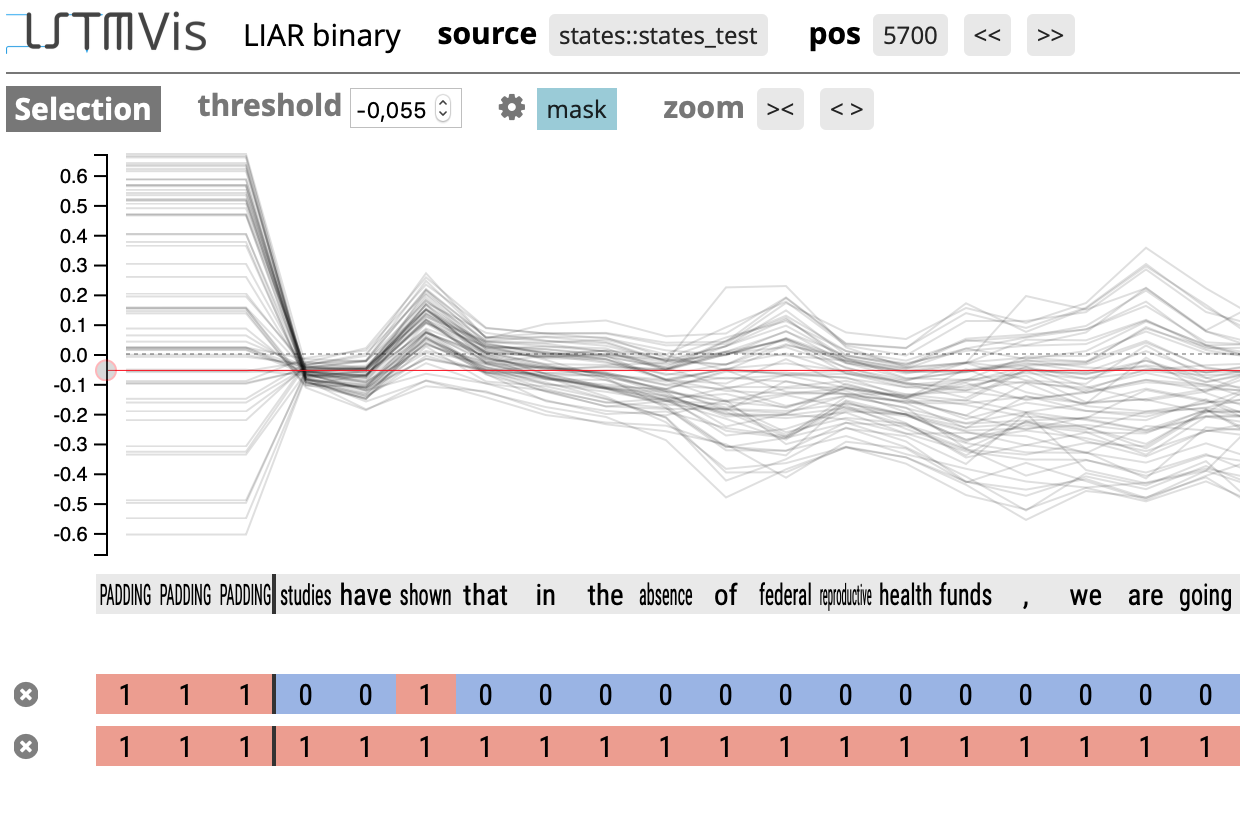 LSTMVis LIAR binary source states::states_test pos 5700 << >>
Selection threshold -0,055 mask zoom >< < >
0.6
0.5
0.4
0.3
0.2
0.1
0.0
-0.1
-0.2
-0.3
-0.4
-0.5
-0.6
PADDING PADDING PADDING studies have shown that in the absence of federal reproductive health funds , we are going
1 1 1 0 0 1 0 0 0 0 0 0 0 0 0 0 0 0 0
1 1 1 1 1 1 1 1 1 1 1 1 1 1 1 1 1 1 1